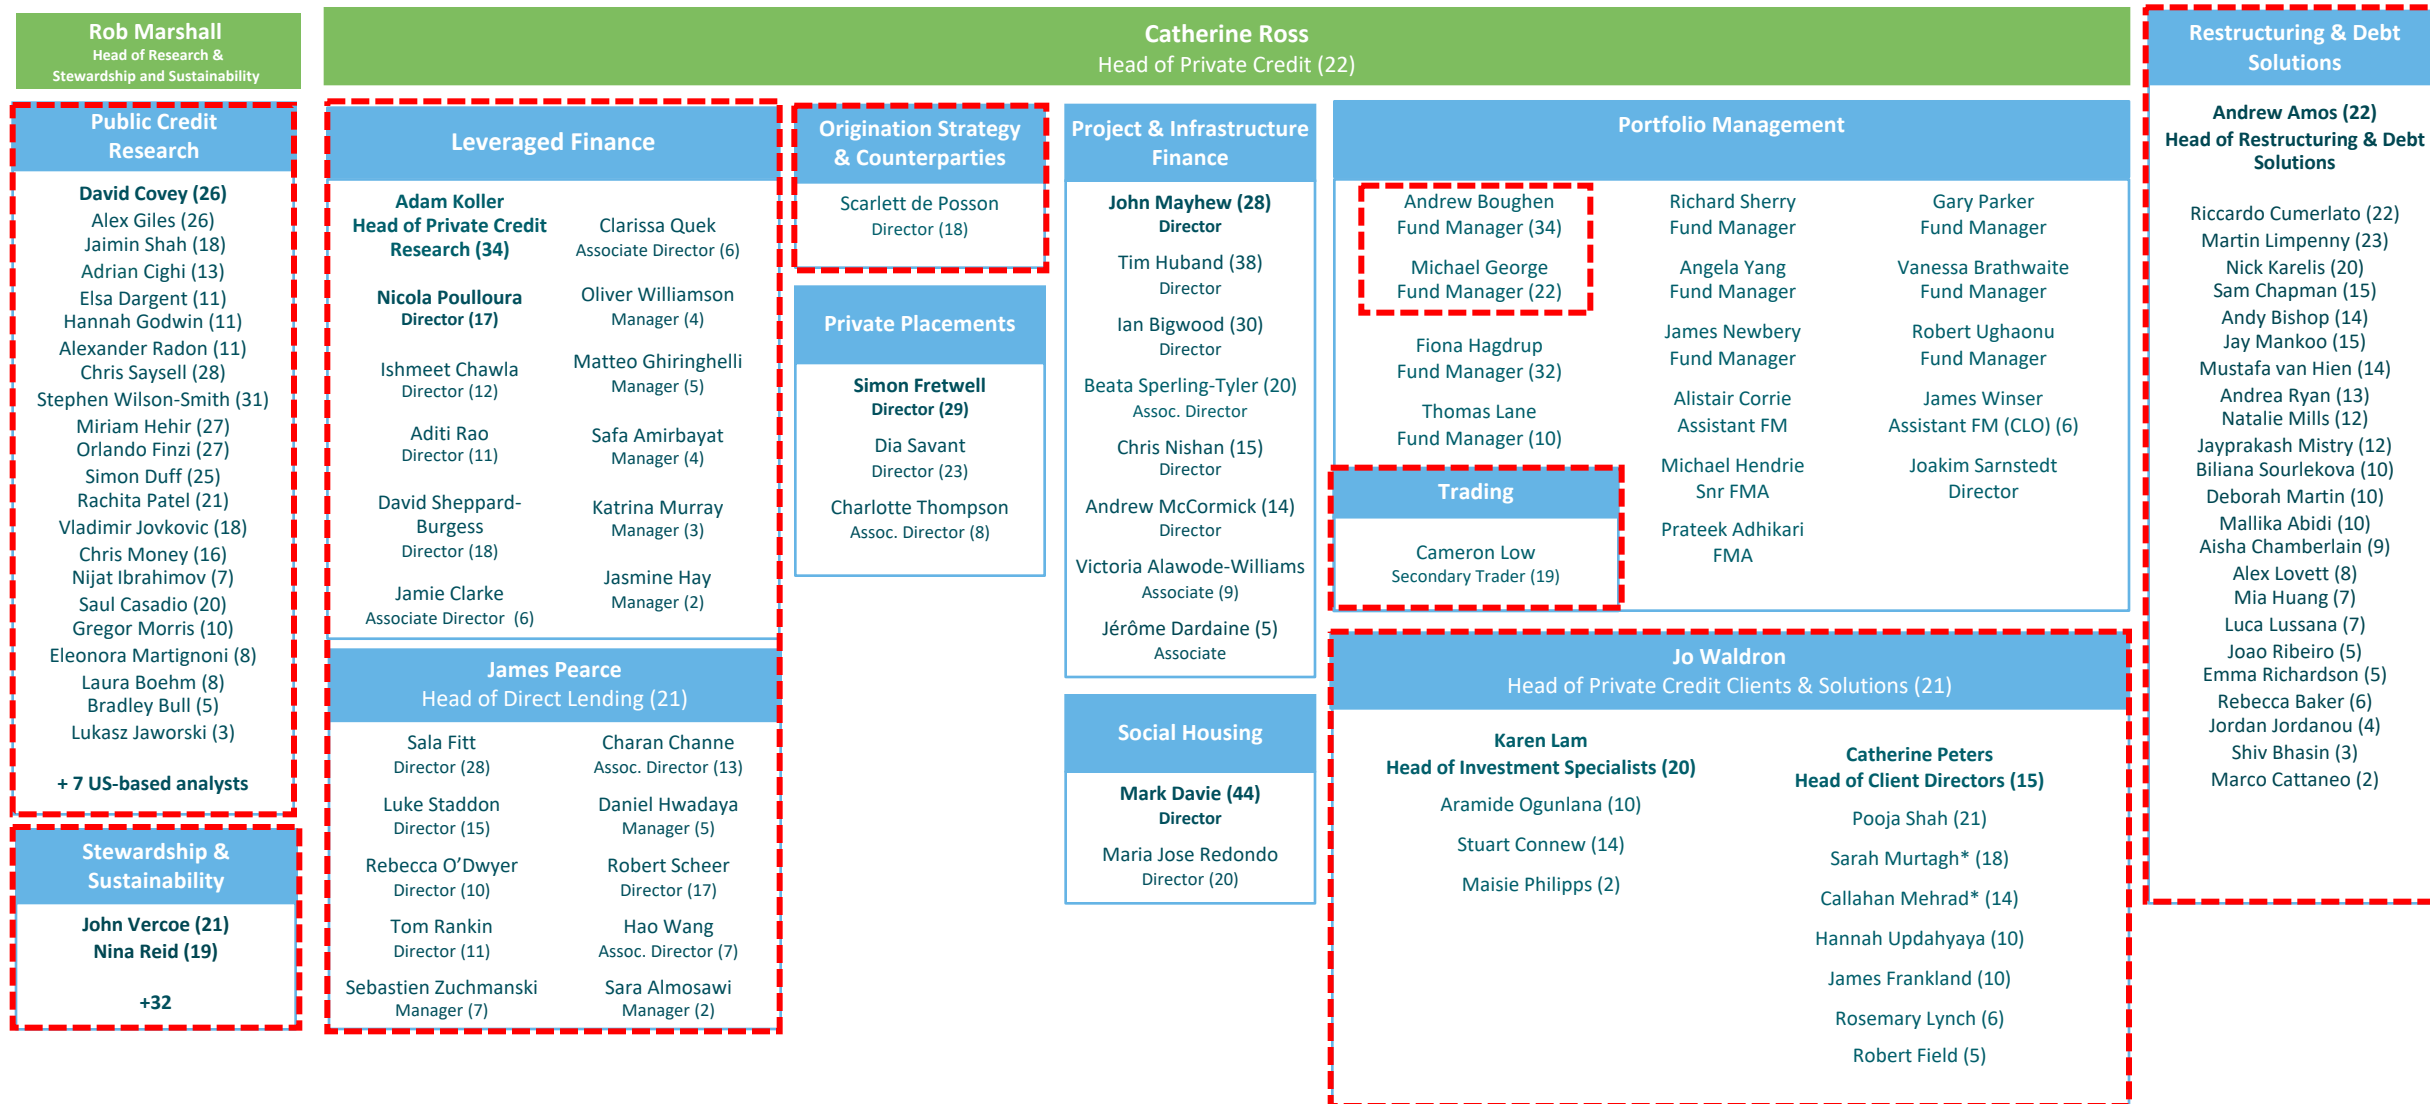 Rob Marshall
Head of Research &
Stewardship and Sustainability
Public Credit
Research
David Covey (26)
Alex Giles (26)
Jaimin Shah (18)
Adrian Cighi (13)
Elsa Dargent (11)
Hannah Godwin (11)
Alexander Radon (11)
Chris Saysell (28)
Stephen Wilson-Smith (31)
Miriam Hehir (27)
Orlando Finzi (27)
Simon Duff (25)
Rachita Patel (21)
Vladimir Jovkovic (18)
Chris Money (16)
Nijat Ibrahimov (7)
Saul Casadio (20)
Gregor Morris (10)
Eleonora Martignoni (8)
Laura Boehm (8)
Bradley Bull (5)
Lukasz Jaworski (3)
+ 7 US-based analysts
Stewardship &
Sustainability
John Vercoe (21)
Nina Reid (19)
+32
Catherine Ross
Head of Private Credit (22)
Leveraged Finance
Adam Koller
Head of Private Credit
Research (34)
Nicola Poulloura
Director (17)
Ishmeet Chawla
Director (12)
Aditi Rao
Director (11)
David Sheppard-
Burgess
Director (18)
Jamie Clarke
Associate Director (6)
Clarissa Quek
Associate Director (6)
Oliver Williamson
Manager (4)
Matteo Ghiringhelli
Manager (5)
Safa Amirbayat
Manager (4)
Katrina Murray
Manager (3)
Jasmine Hay
Manager (2)
James Pearce
Head of Direct Lending (21)
Sala Fitt
Director (28)
Luke Staddon
Director (15)
Rebecca O’Dwyer
Director (10)
Tom Rankin
Director (11)
Sebastien Zuchmanski
Manager (7)
Charan Channe
Assoc. Director (13)
Daniel Hwadaya
Manager (5)
Robert Scheer
Director (17)
Hao Wang
Assoc. Director (7)
Sara Almosawi
Manager (2)
Origination Strategy
& Counterparties
Scarlett de Posson
Director (18)
Private Placements
Simon Fretwell
Director (29)
Dia Savant
Director (23)
Charlotte Thompson
Assoc. Director (8)
Project & Infrastructure
Finance
John Mayhew (28)
Director
Tim Huband (38)
Director
Ian Bigwood (30)
Director
Beata Sperling-Tyler (20)
Assoc. Director
Chris Nishan (15)
Director
Andrew McCormick (14)
Director
Victoria Alawode-Williams
Associate (9)
Jérôme Dardaine (5)
Associate
Social Housing
Mark Davie (44)
Director
Maria Jose Redondo
Director (20)
Portfolio Management
Andrew Boughen
Fund Manager (34)
Michael George
Fund Manager (22)
Fiona Hagdrup
Fund Manager (32)
Thomas Lane
Fund Manager (10)
Trading
Cameron Low
Secondary Trader (19)
Richard Sherry
Fund Manager
Angela Yang
Fund Manager
James Newbery
Fund Manager
Alistair Corrie
Assistant FM
Michael Hendrie
Snr FMA
Prateek Adhikari
FMA
Gary Parker
Fund Manager
Vanessa Brathwaite
Fund Manager
Robert Ughaonu
Fund Manager
James Winser
Assistant FM (CLO) (6)
Joakim Sarnstedt
Director
Jo Waldron
Head of Private Credit Clients & Solutions (21)
Karen Lam
Head of Investment Specialists (20)
Aramide Ogunlana (10)
Stuart Connew (14)
Maisie Philipps (2)
Catherine Peters
Head of Client Directors (15)
Pooja Shah (21)
Sarah Murtagh* (18)
Callahan Mehrad* (14)
Hannah Updahyaya (10)
James Frankland (10)
Rosemary Lynch (6)
Robert Field (5)
Restructuring & Debt
Solutions
Andrew Amos (22)
Head of Restructuring & Debt
Solutions
Riccardo Cumerlato (22)
Martin Limpenny (23)
Nick Karelis (20)
Sam Chapman (15)
Andy Bishop (14)
Jay Mankoo (15)
Mustafa van Hien (14)
Andrea Ryan (13)
Natalie Mills (12)
Jayprakash Mistry (12)
Biliana Sourlekova (10)
Deborah Martin (10)
Mallika Abidi (10)
Aisha Chamberlain (9)
Alex Lovett (8)
Mia Huang (7)
Luca Lussana (7)
Joao Ribeiro (5)
Emma Richardson (5)
Rebecca Baker (6)
Jordan Jordanou (4)
Shiv Bhasin (3)
Marco Cattaneo (2)